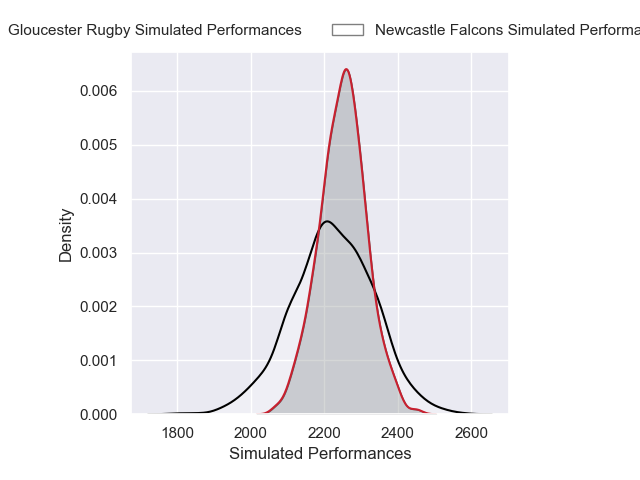 Gloucester Rugby Simulated Performances Newcastle Falcons Simulated
0.006
0.005
0.004
0.003
0.002
0.001
0.000
Density
1800 2000 2200 2400 2600
Simulated Performances